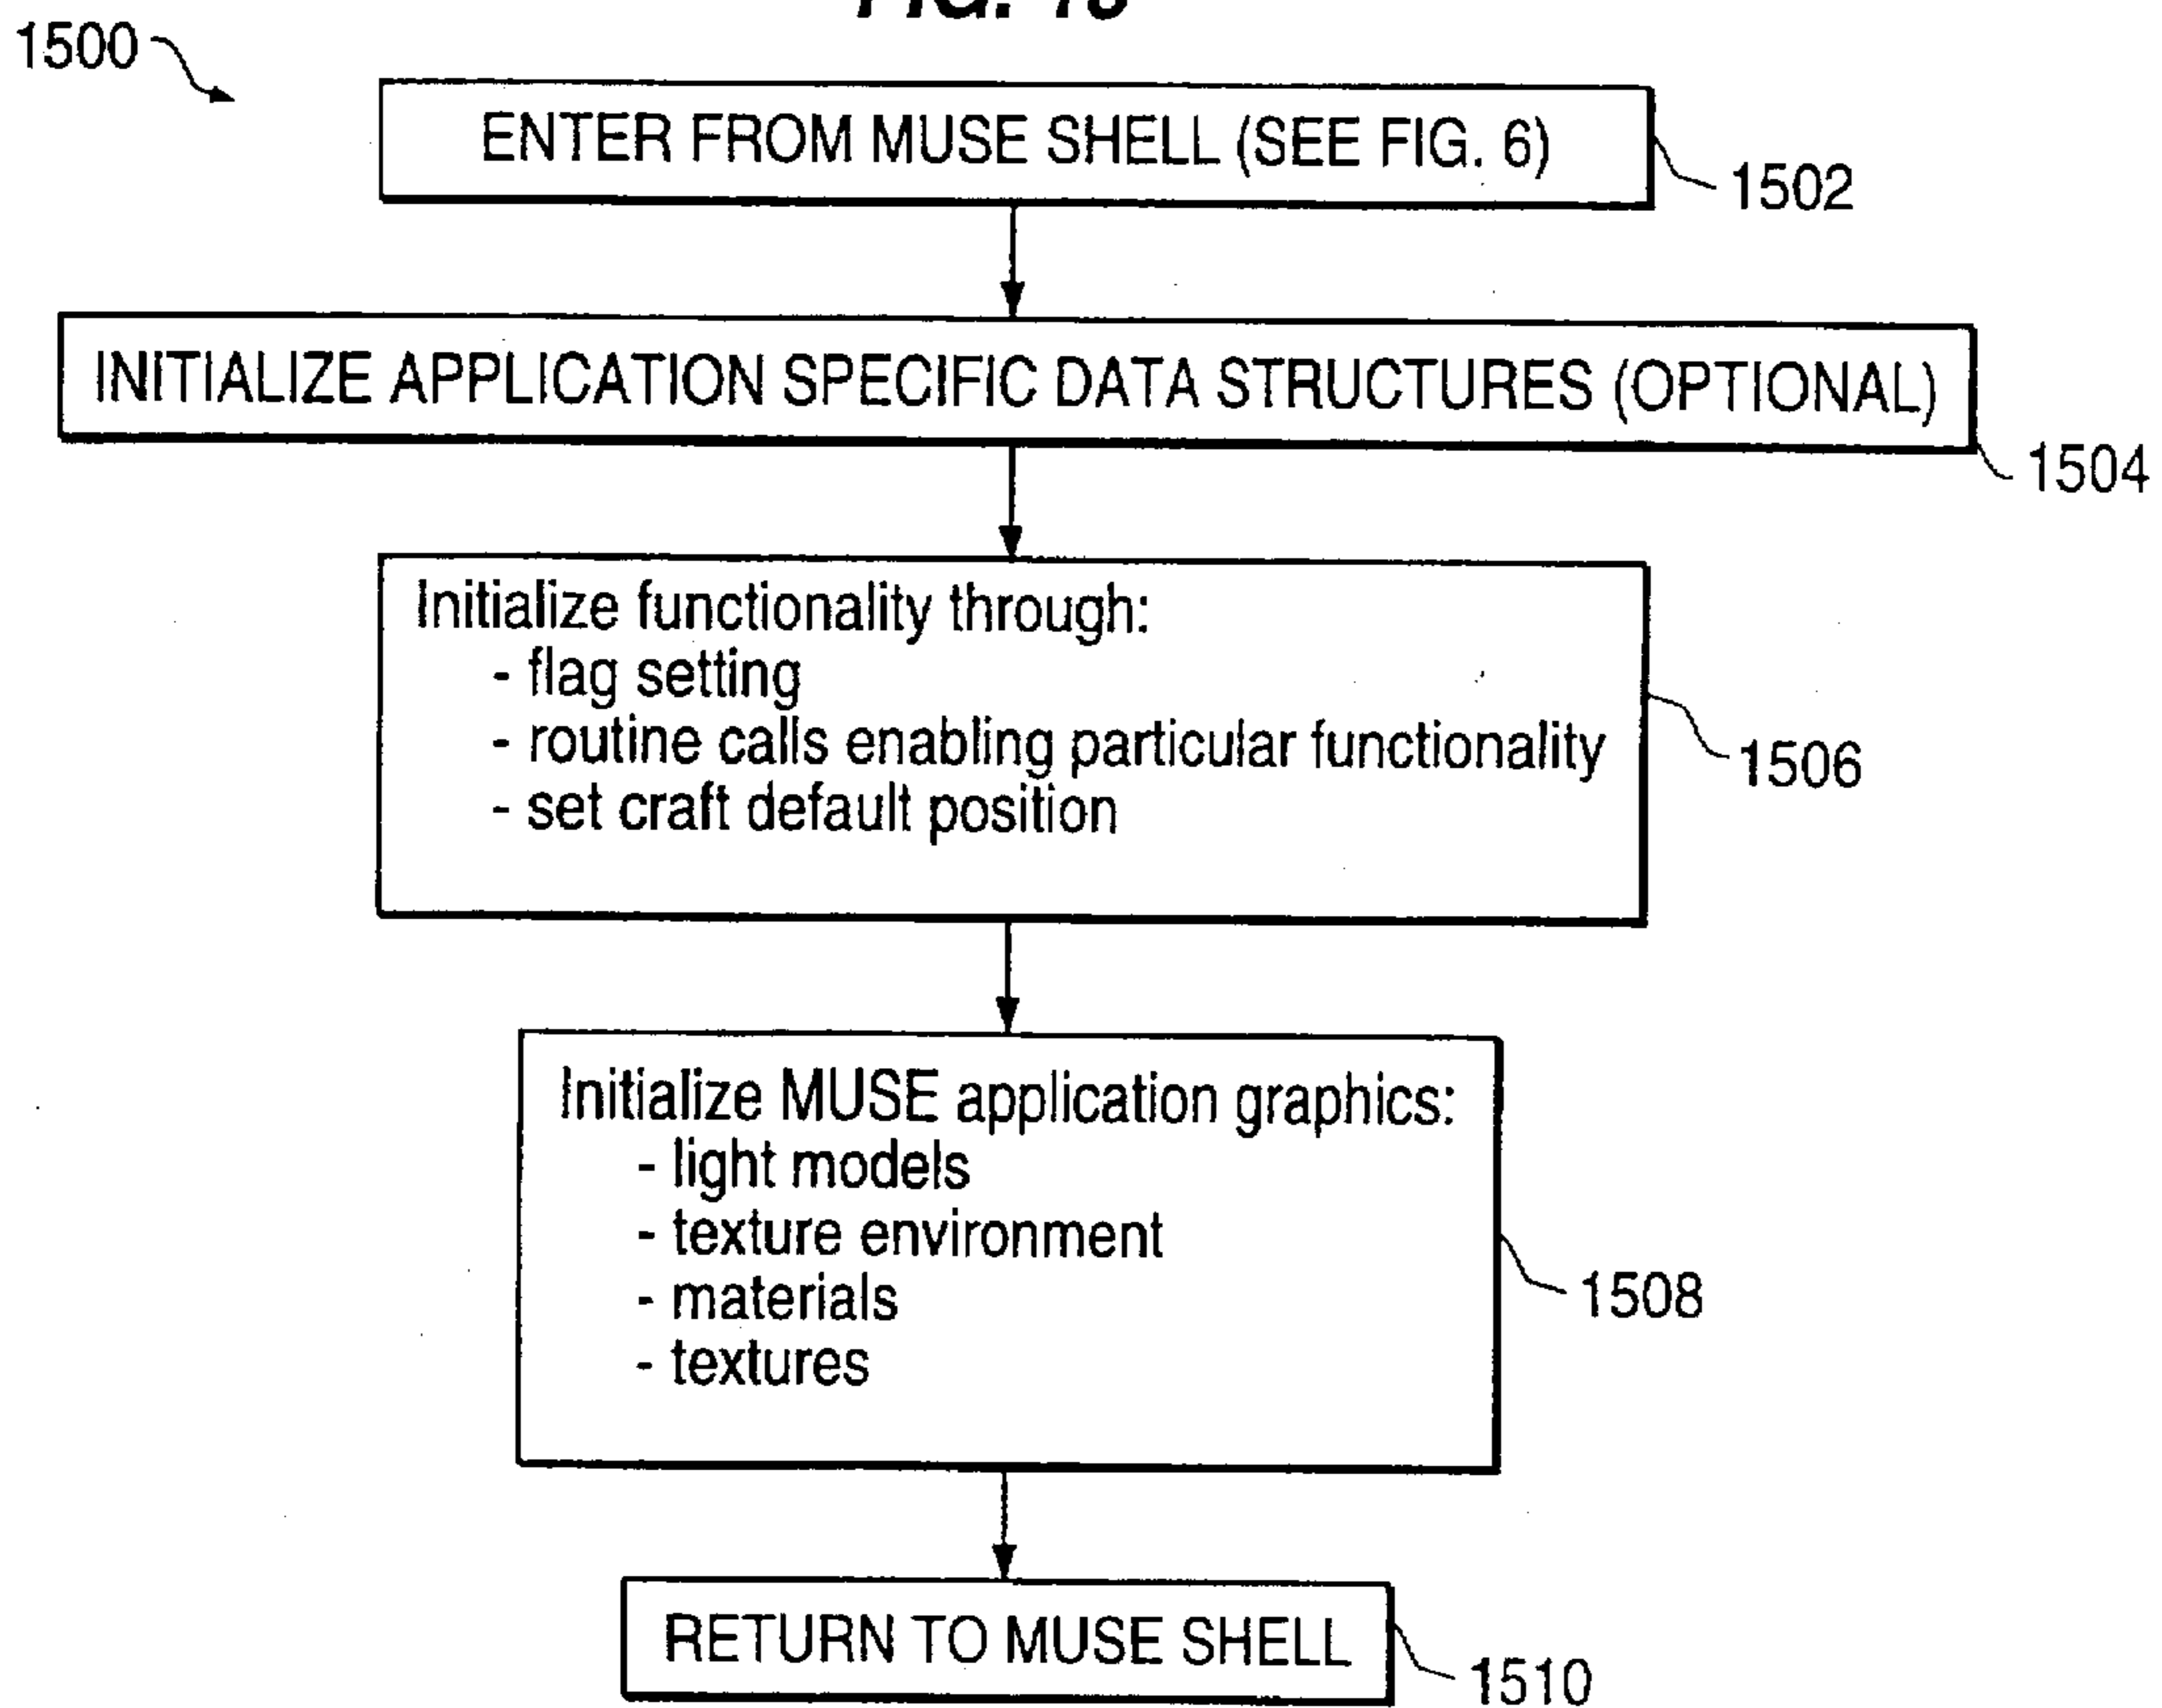 FIG.
1500
ENTER FROM MUSE SHELL (SEE FIG. 6)
1502
INITIALIZE APPLICATION SPECIFIC DATA STRUCTURES (OPTIONAL)
1504
Initialize functionality through:
- flag setting
- routine calls enabling particular functionality
- set craft default position
1506
Initialize MUSE application graphics:
- light models
- texture environment
- materials
- textures
1508
RETURN TO MUSE SHELL
1510